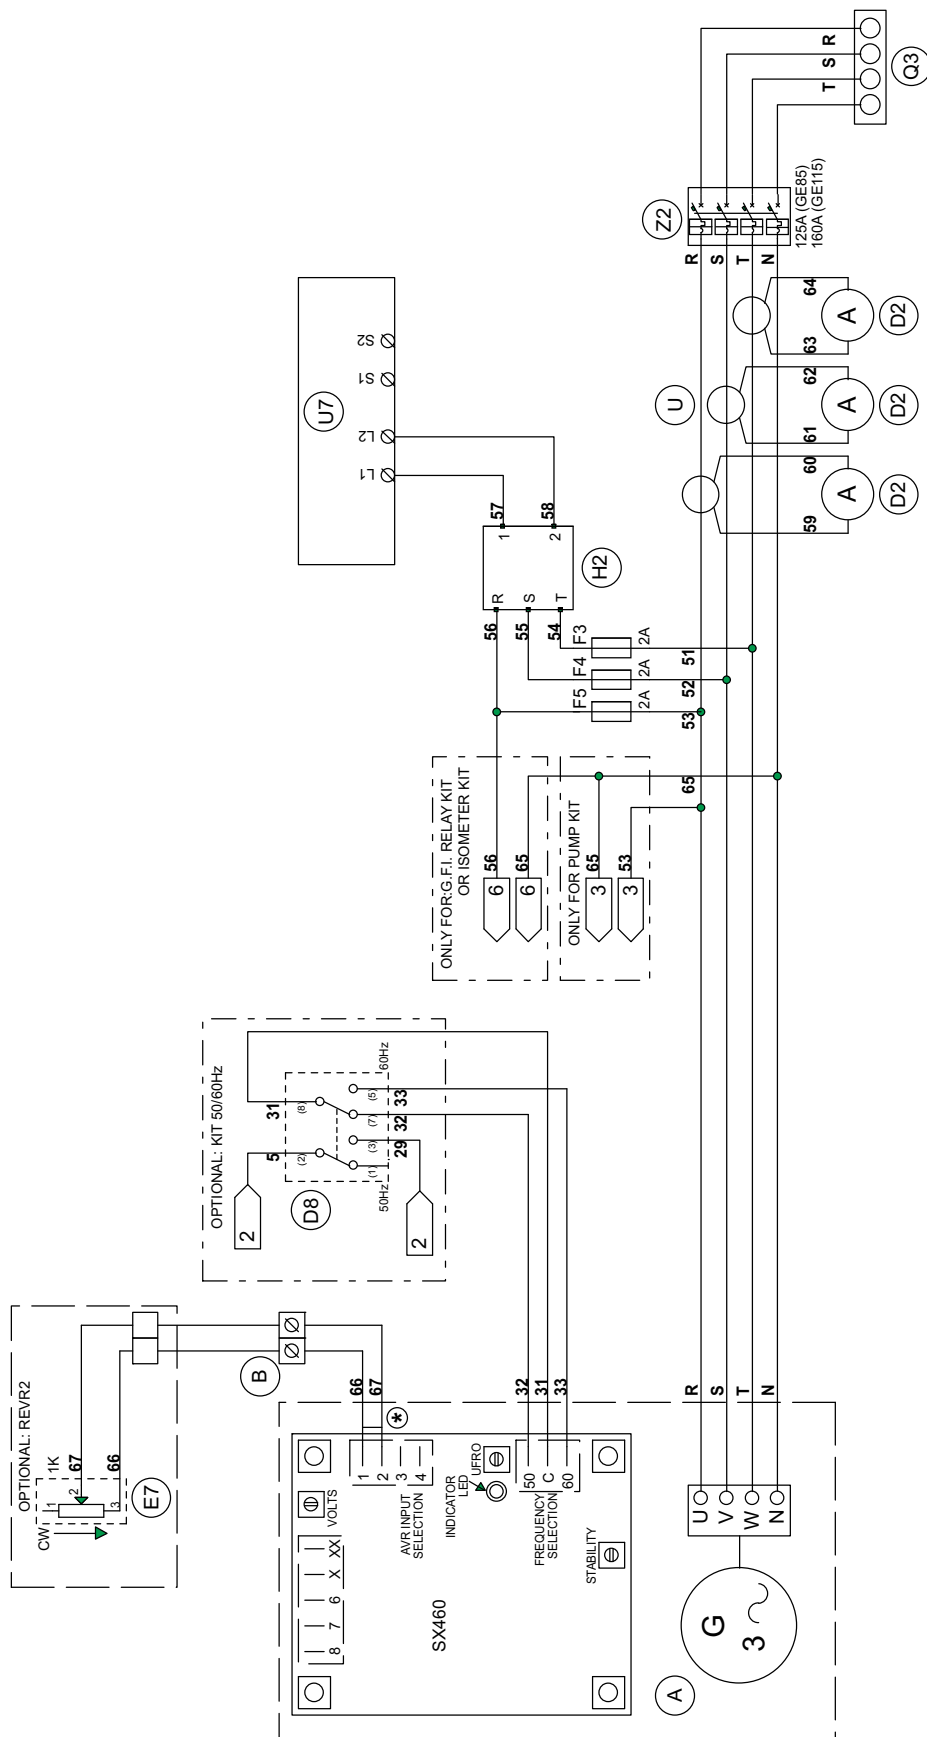 OPTIONAL: REVR2
CW
1K
1
2
3
67
66
E7
B
66
67
*
8
7
6
X
XX
VOLTS
1
2
3
4
AVR INPUT
SELECTION
SX460
INDICATOR
LED
UFRO
50
C
60
FREQUENCY
SELECTION
STABILITY
32
31
33
A
G
3
U
V
W
N
R
S
T
N
OPTIONAL: KIT 50/60Hz
2
5
31
D8
(2)
(8)
(1)
(3)
(7)
(5)
50Hz
60Hz
29
32
33
2
ONLY FOR:G.F.I. RELAY KIT
OR ISOMETER KIT
6
56
6
65
ONLY FOR PUMP KIT
3
65
3
53
65
53
52
51
F5
F4
F3
2A
2A
2A
56
55
54
R
S
T
1
2
H2
57
58
U7
L1
L2
S1
S2
59
60
A
D2
61
62
A
D2
63
64
A
D2
U
R
S
T
N
Z2
125A (GE85)
160A (GE115)
R
S
T
Q3